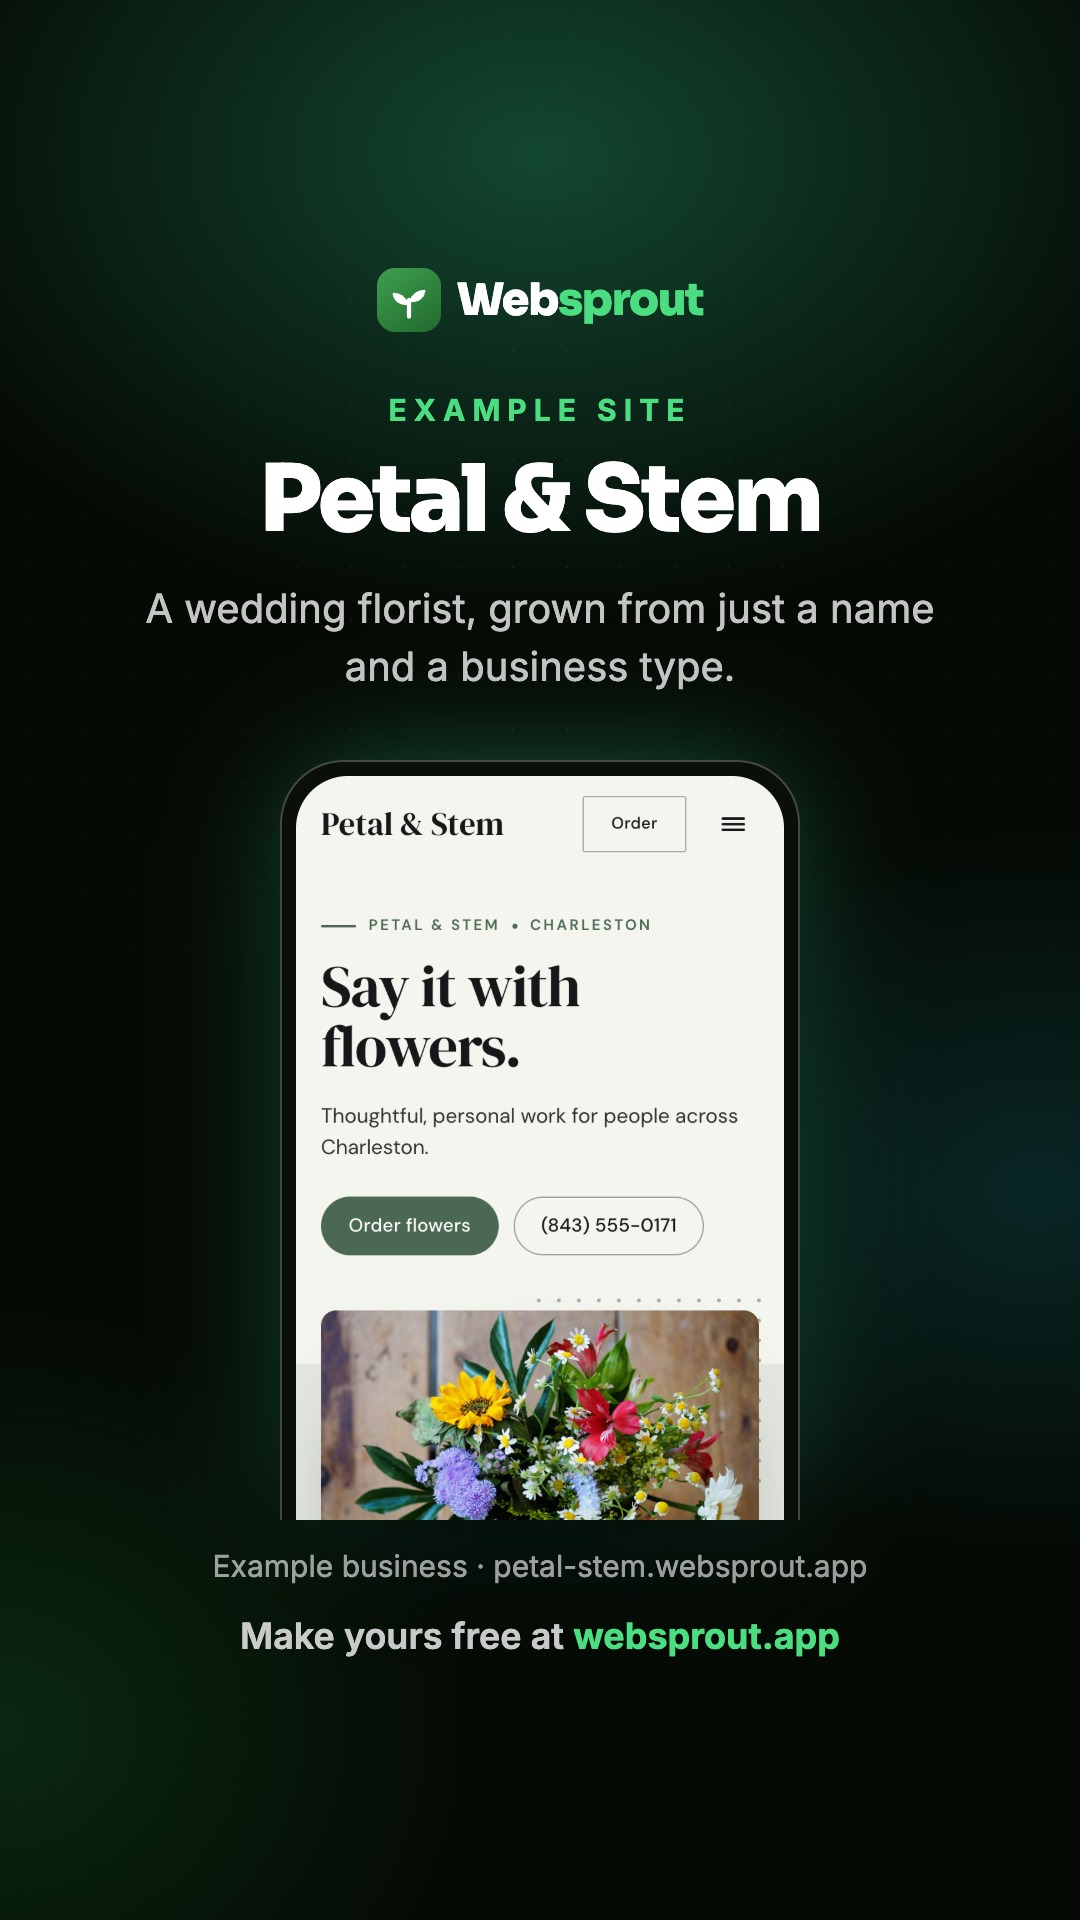 Websprout
EXAMPLE SITE
Petal & Stem
A wedding florist, grown from just a name
and a business type.
Petal & Stem
Order
PETAL & STEM • CHARLESTON
Say it with
flowers.
Thoughtful, personal work for people across
Charleston.
Order flowers
(843) 555-0171
Example business · petal-stem.websprout.app
Make yours free at websprout.app